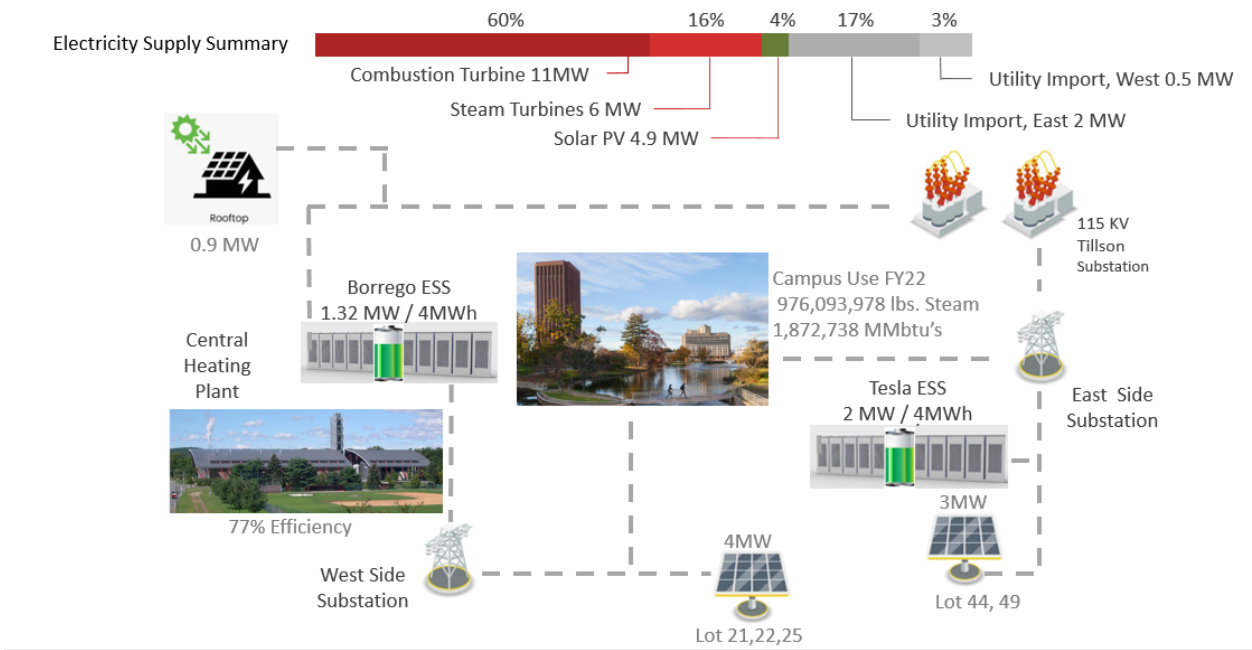 60% 16% 4% 17% 3%
Electricity Supply Summary
Combustion Turbine 11MW
Utility Import, West 0.5 MW
Steam Turbines 6 MW
Utility Import, East 2 MW
Solar PV 4.9 MW
Rooftop
0.9 MW
115 KV
Tillson
Substation
Borrego ESS
1.32 MW / 4MWh
Campus Use FY22
976,093,978 lbs. Steam
1,872,738 MMbtu's
Central
Heating
Plant
77% Efficiency
Tesla ESS
2 MW / 4MWh
East Side
Substation
3MW
4MW
West Side
Substation
Lot 44, 49
Lot 21,22,25